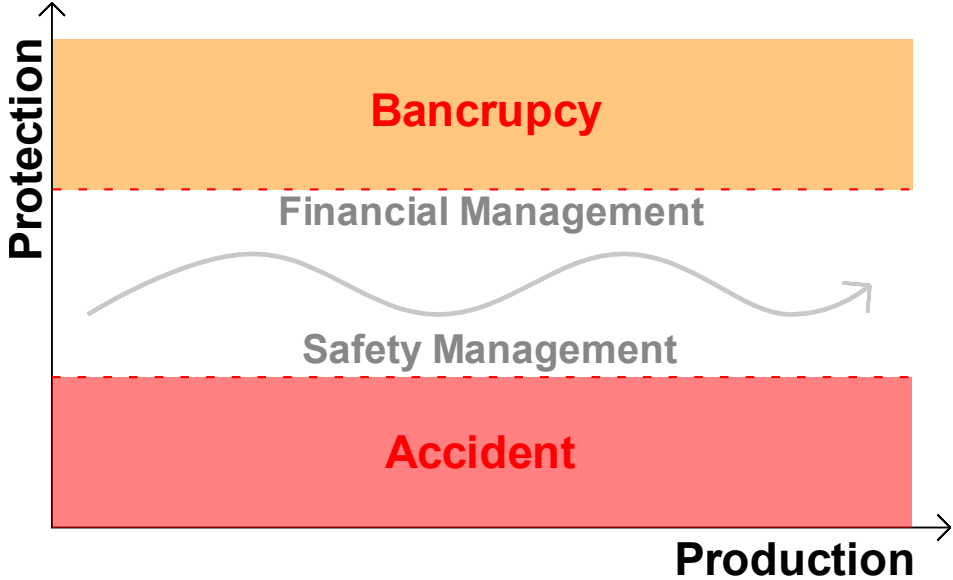 Protection
Bancrupcy
Financial Management
Safety Management
Accident
Production